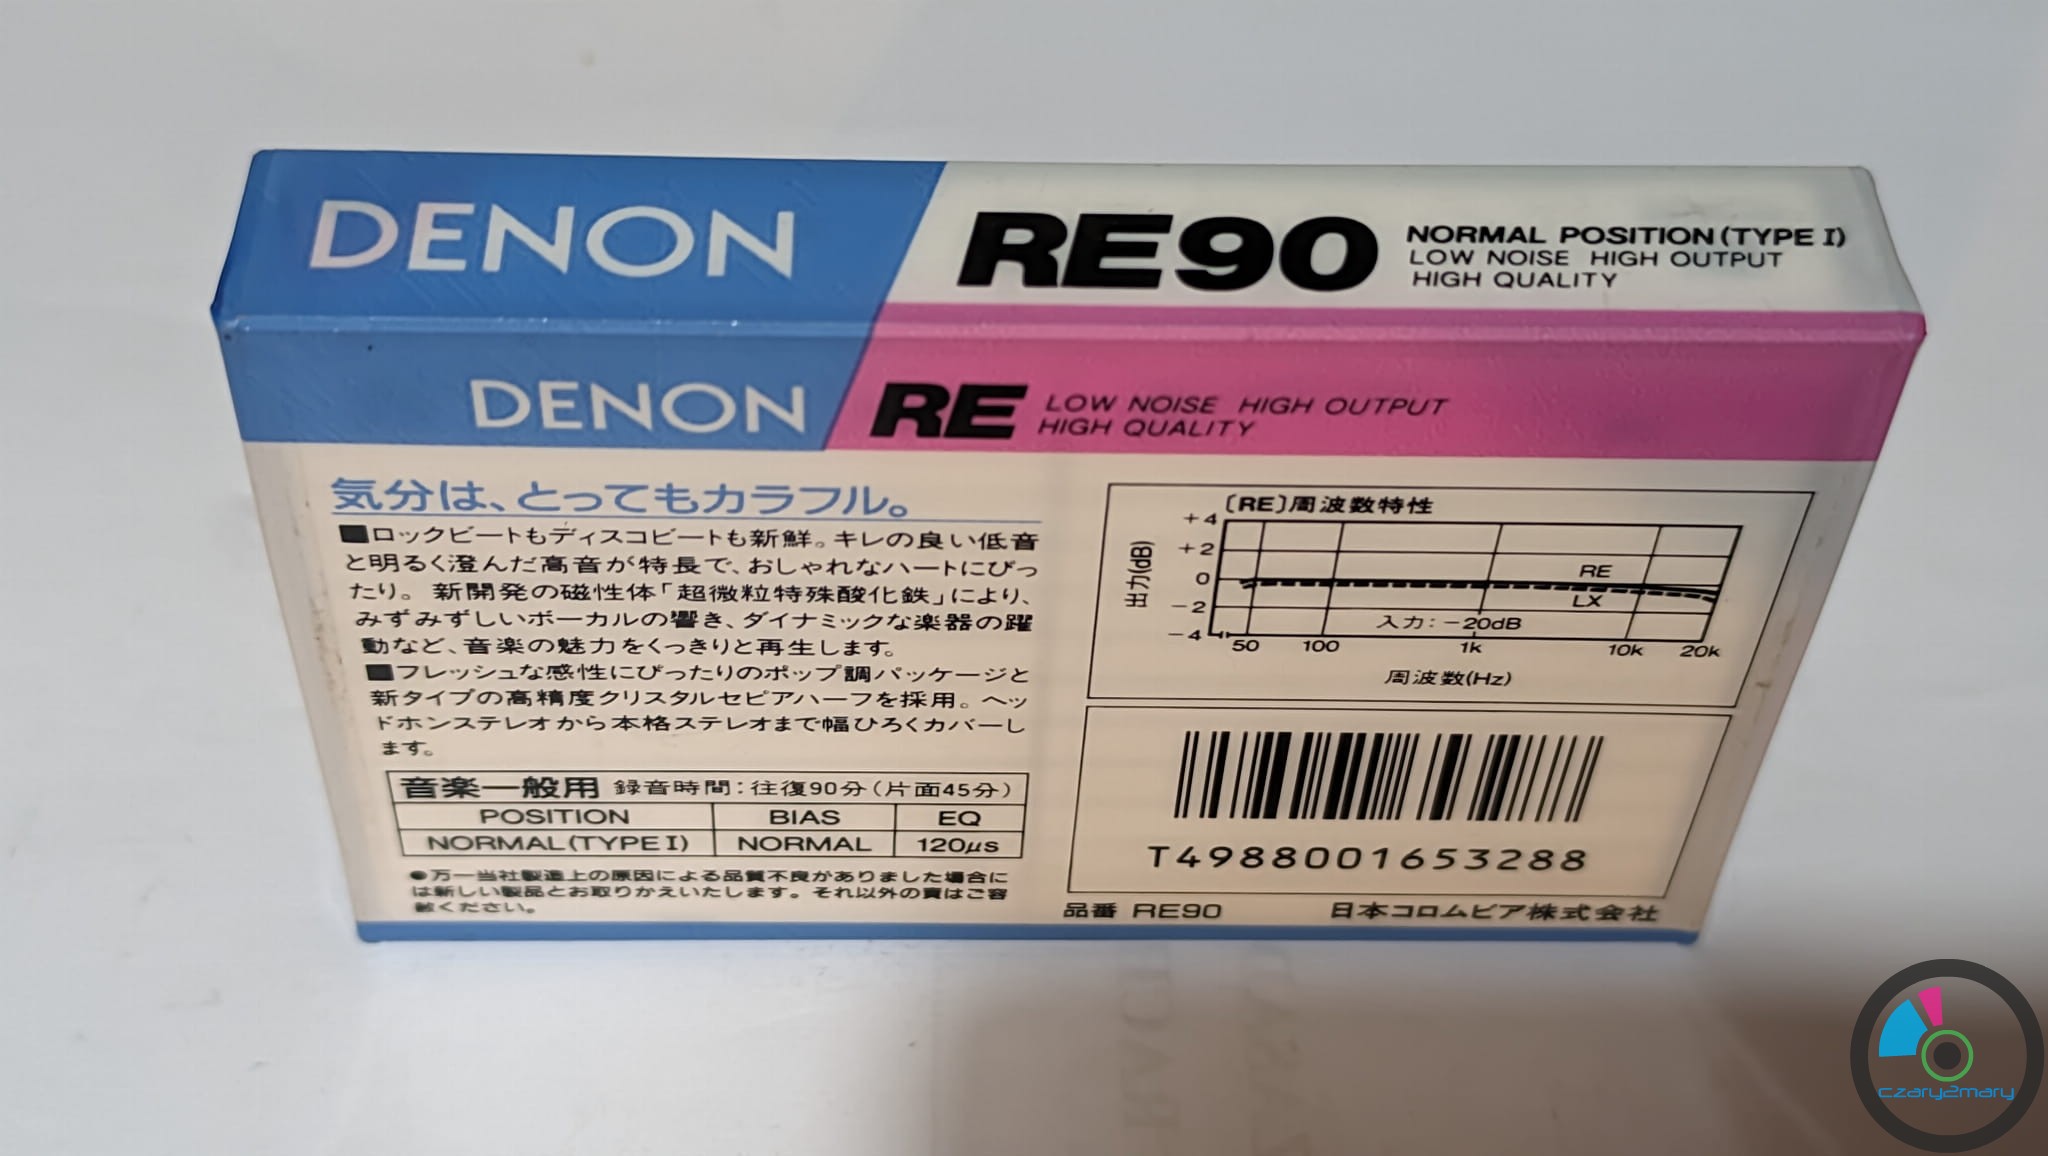 DENON
RE90
NORMAL POSITION (TYPE I)
LOW NOISE HIGH OUTPUT
HIGH QUALITY
DENON
RE
LOW NOISE HIGH OUTPUT
HIGH QUALITY
気分は、とってもカラフル。
■ロックビートもディスコビートも新鮮。キレの良い低音
と明るく澄んだ高音が特長で、おしゃれなハートにぴっ
たり。新開発の磁性体「超微粒特殊酸化鉄」により、
みずみずしいボーカルの響き、ダイナミックな楽器の躍
動など、音楽の魅力をくっきりと再生します。
■フレッシュな感性にぴったりのポップ調パッケージと
新タイプの高精度クリスタルセピアハーフを採用。ヘッ
ドホンステレオから本格ステレオまで幅ひろくカバーし
ます。
音楽一般用 録音時間：往復90分（片面45分）
POSITION BIAS EQ
NORMAL (TYPE I) NORMAL 120μs
●万一当社製造上の原因による品質不良がありました場合に
は新しい製品とお取りかえいたします。それ以外の責はご容
赦ください。
〔RE〕周波数特性
+4
+2
0
−2
−4
出力(dB)
RE
LX
入力：−20dB
50 100 1k 10k 20k
周波数(Hz)
T4988001653288
品番 RE90
日本コロムビア株式会社
czary2mary